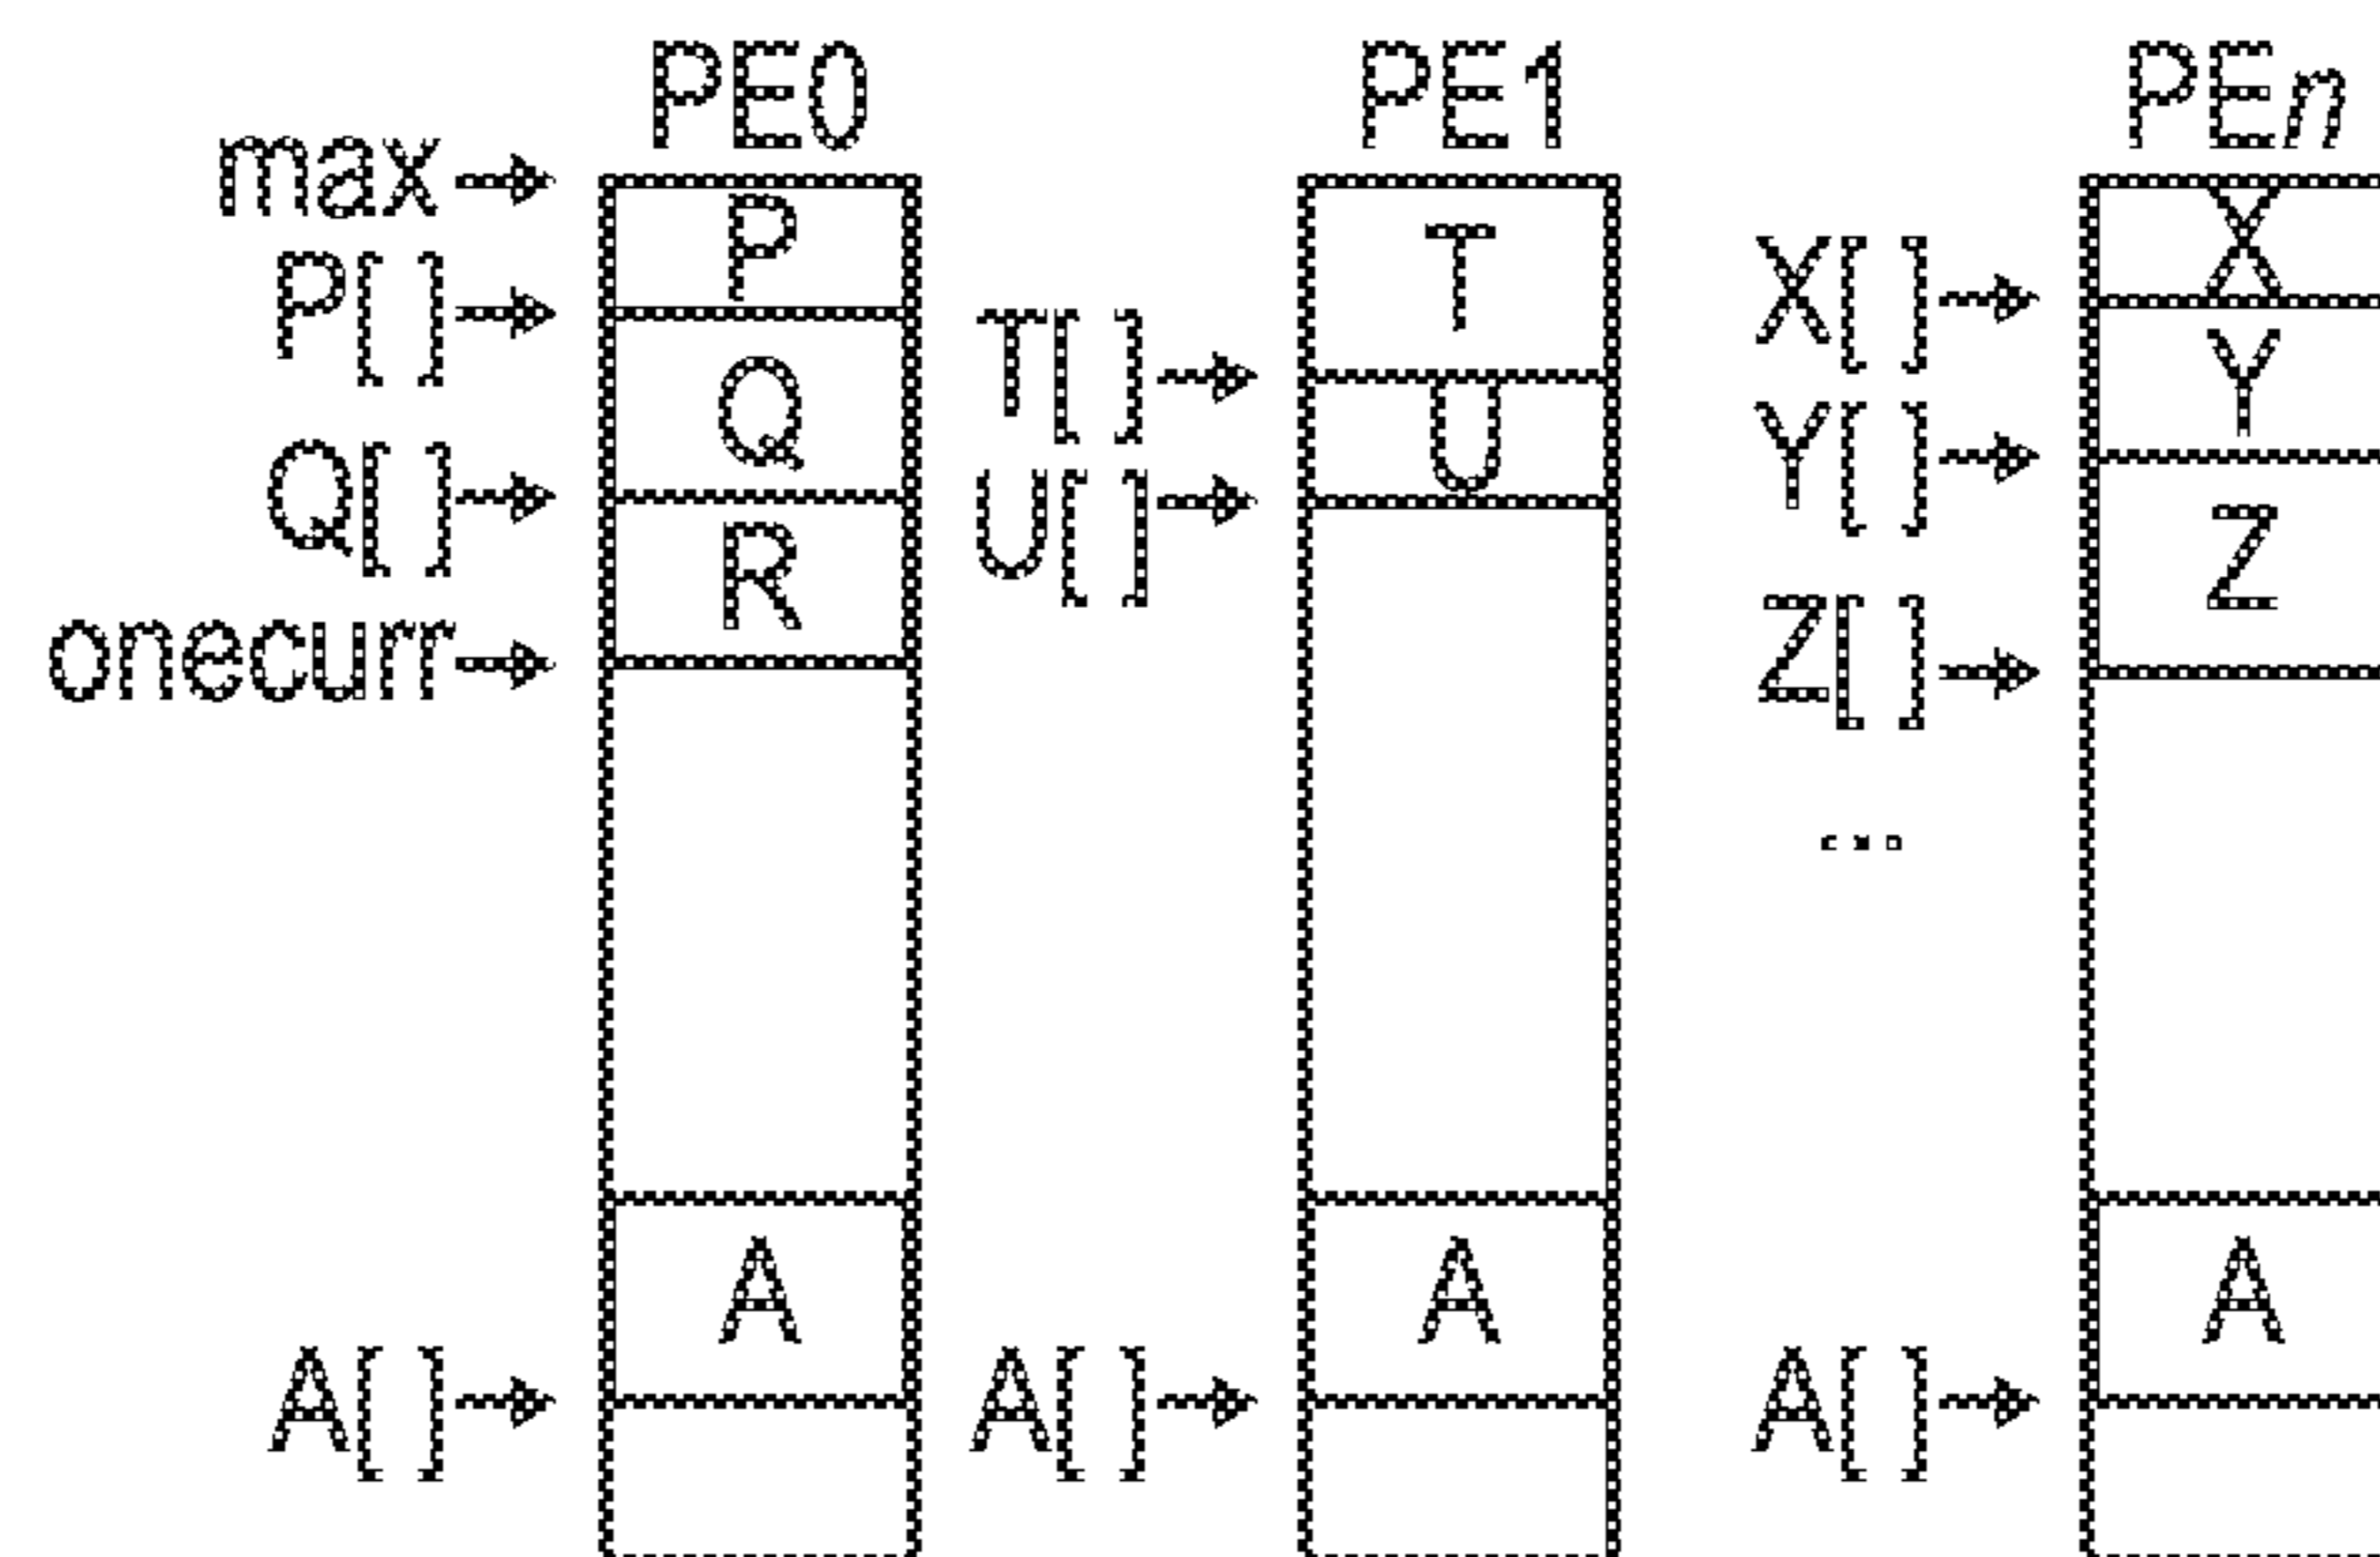 PE0 PE1 PEn
max
P
T
X
P[ ]
X[ ]
Q
T[ ]
U
Y
Y[ ]
Q[ ]
U[ ]
R
Z
onecurr
Z[ ]
...
A A A
A[ ] A[ ] A[ ]